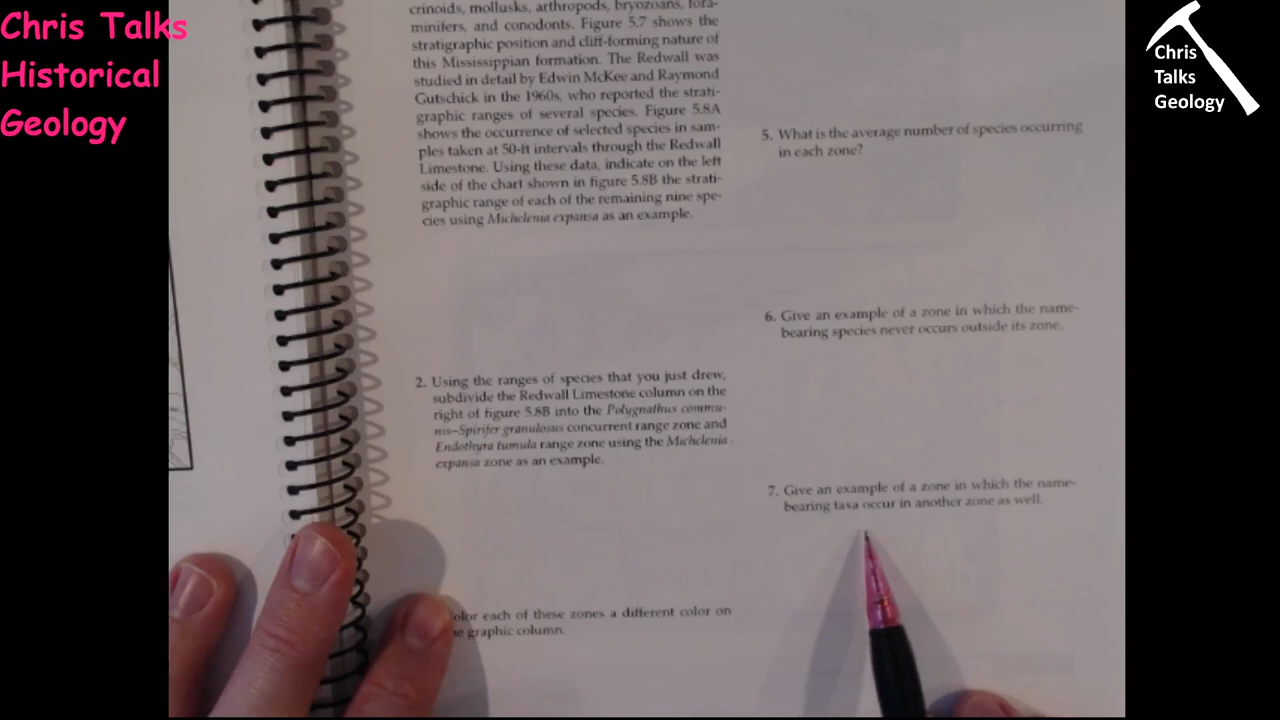 Chris Talks
Historical
Geology
Chris
Talks
Geology
crinoids, mollusks, arthropods, bryozoans, fora-
minifers, and conodonts. Figure 5.7 shows the
stratigraphic position and cliff-forming nature of
this Mississippian formation. The Redwall was
studied in detail by Edwin McKee and Raymond
Gutschick in the 1960s, who reported the strati-
graphic ranges of several species. Figure 5.8A
shows the occurrence of selected species in sam-
ples taken at 50-ft intervals through the Redwall
Limestone. Using these data, indicate on the left
side of the chart shown in figure 5.8B the strati-
graphic range of each of the remaining nine spe-
cies using Michelenia expansa as an example.
2. Using the ranges of species that you just drew,
subdivide the Redwall Limestone column on the
right of figure 5.8B into the Polygnathus commu-
nis–Spirifer granulosus concurrent range zone and
Endothyra tumula range zone using the Michelenia
expansa zone as an example.
olor each of these zones a different color on
e graphic column.
5. What is the average number of species occurring
in each zone?
6. Give an example of a zone in which the name-
bearing species never occurs outside its zone.
7. Give an example of a zone in which the name-
bearing taxa occur in another zone as well.